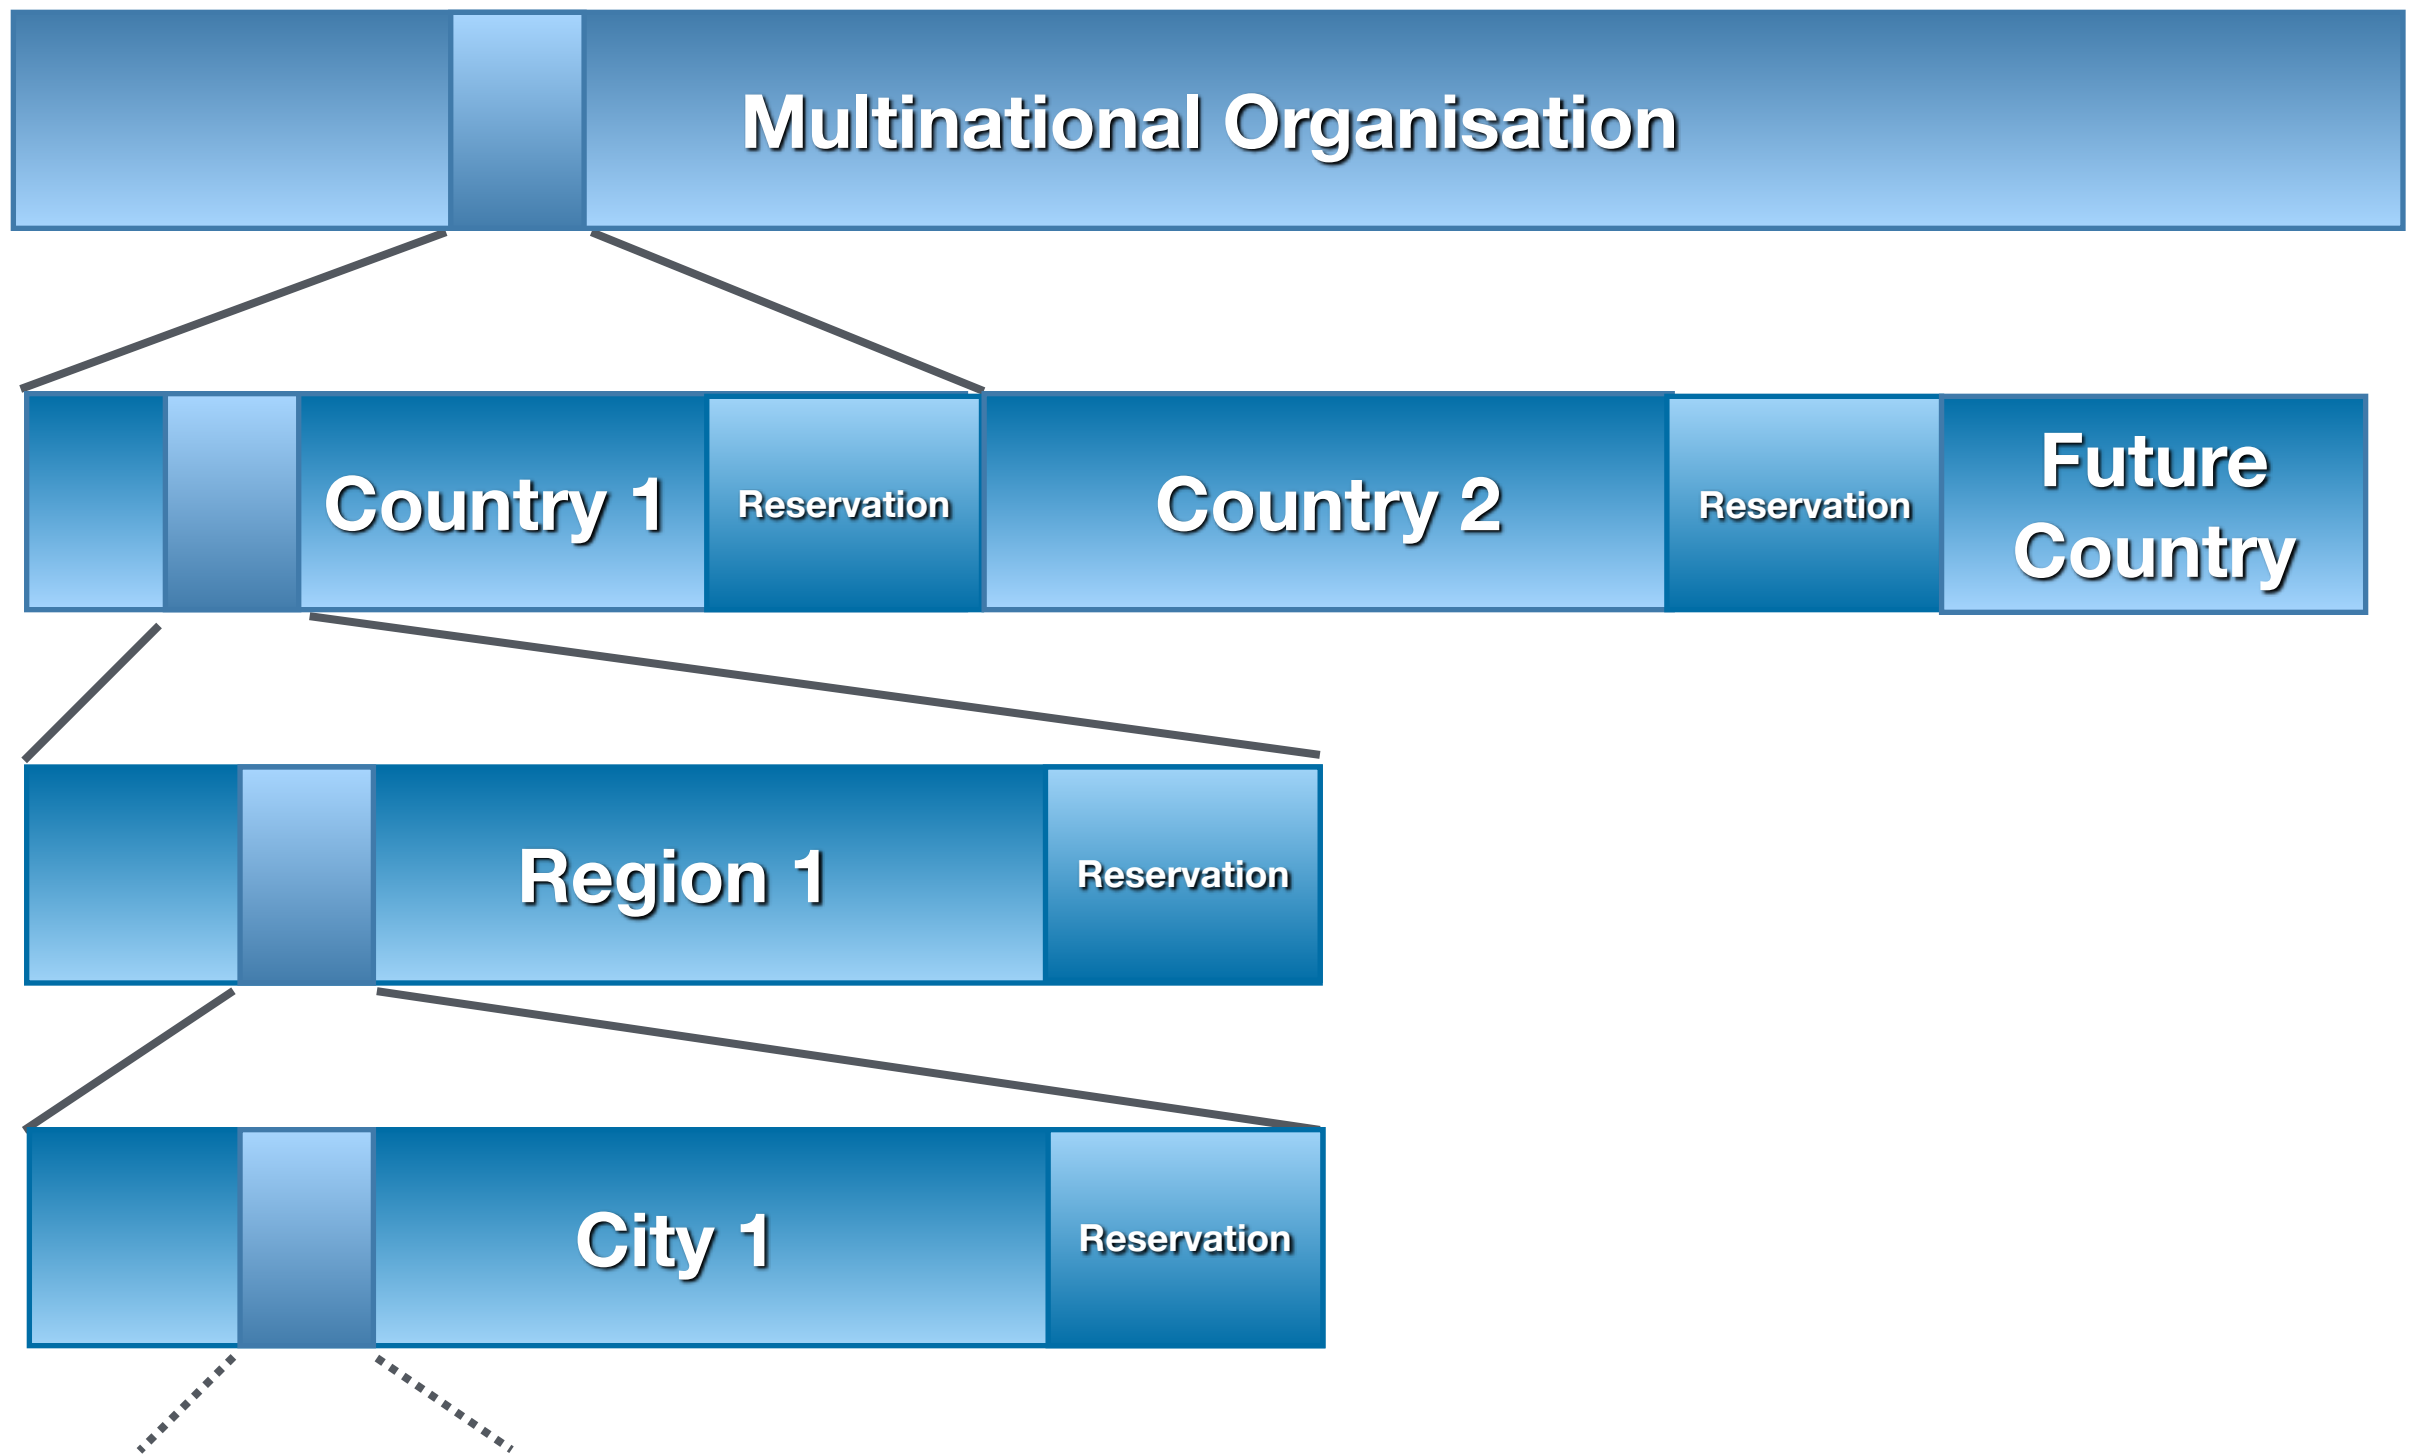 Multinational Organisation
Country 1
Reservation
Country 2
Reservation
Future
Country
Region 1
Reservation
City 1
Reservation